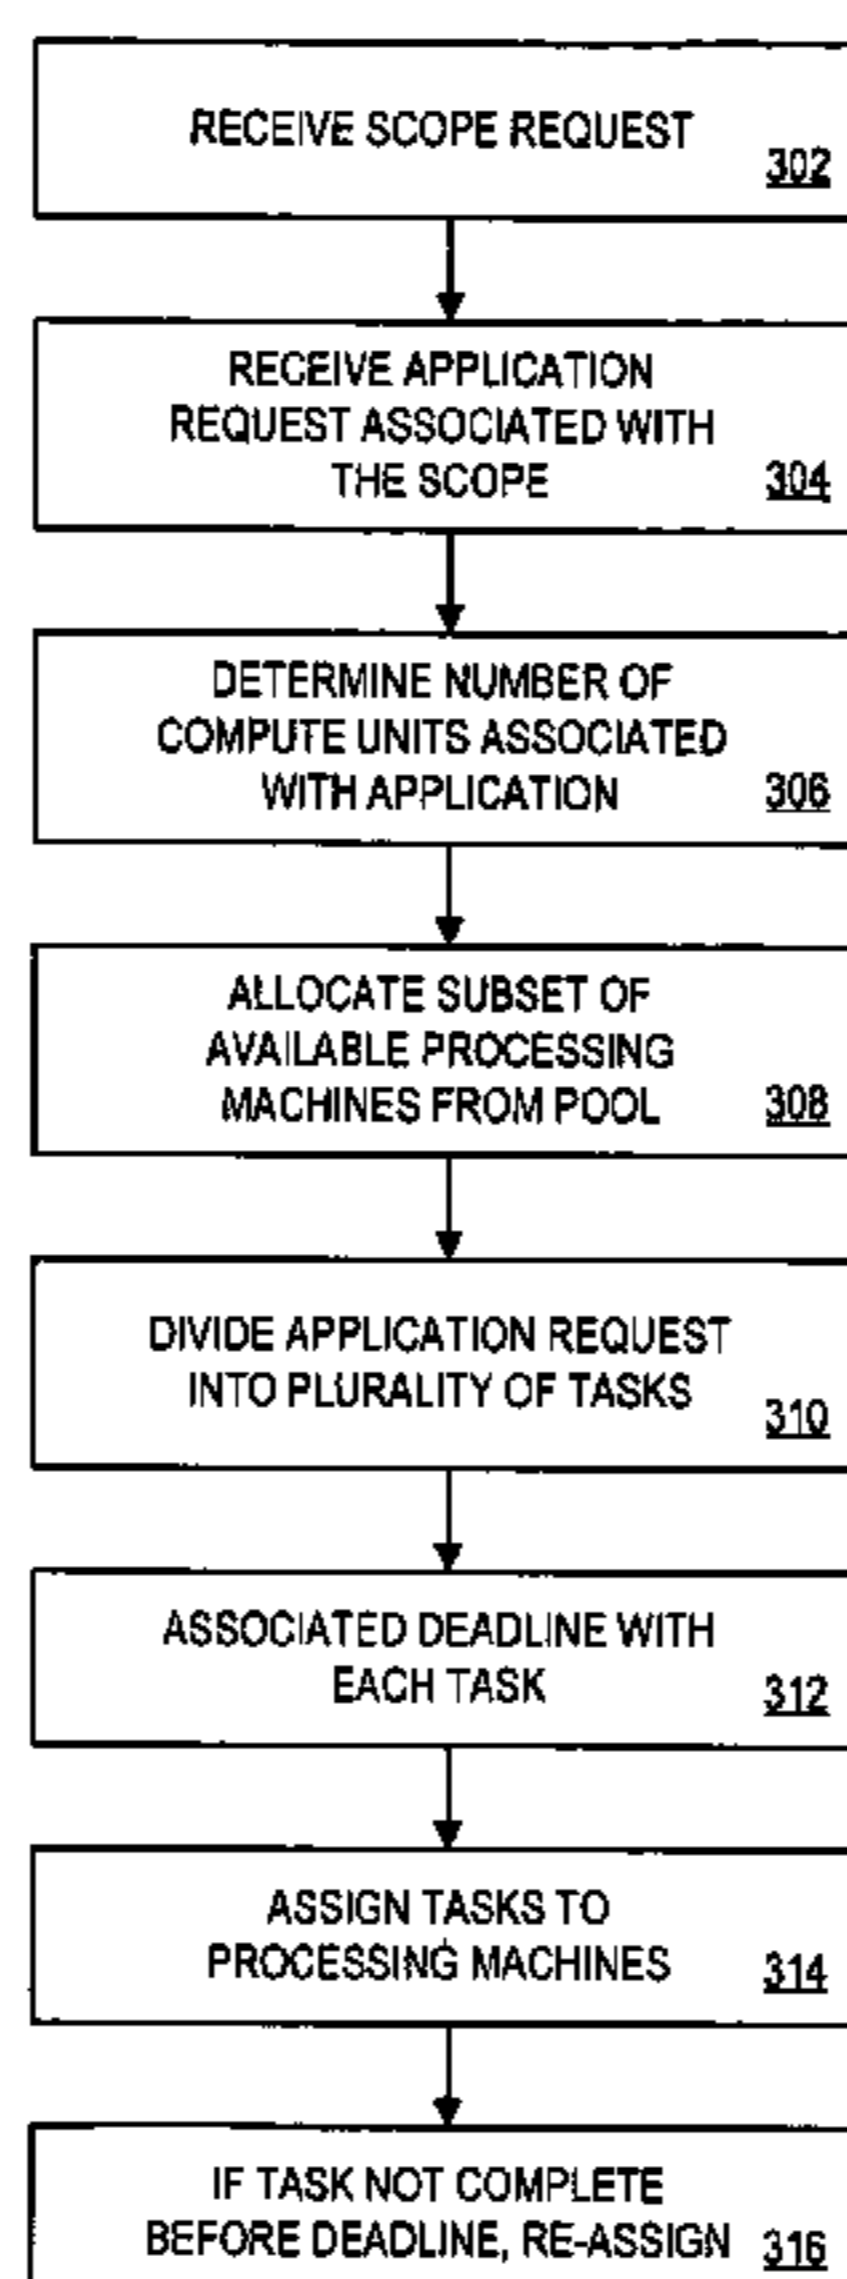 RECEIVE SCOPE REQUEST
302
RECEIVE APPLICATION
REQUEST ASSOCIATED WITH
THE SCOPE
304
DETERMINE NUMBER OF
COMPUTE UNITS ASSOCIATED
WITH APPLICATION
306
ALLOCATE SUBSET OF
AVAILABLE PROCESSING
MACHINES FROM POOL
308
DIVIDE APPLICATION REQUEST
INTO PLURALITY OF TASKS
310
ASSOCIATED DEADLINE WITH
EACH TASK
312
ASSIGN TASKS TO
PROCESSING MACHINES
314
IF TASK NOT COMPLETE
BEFORE DEADLINE, RE-ASSIGN
316